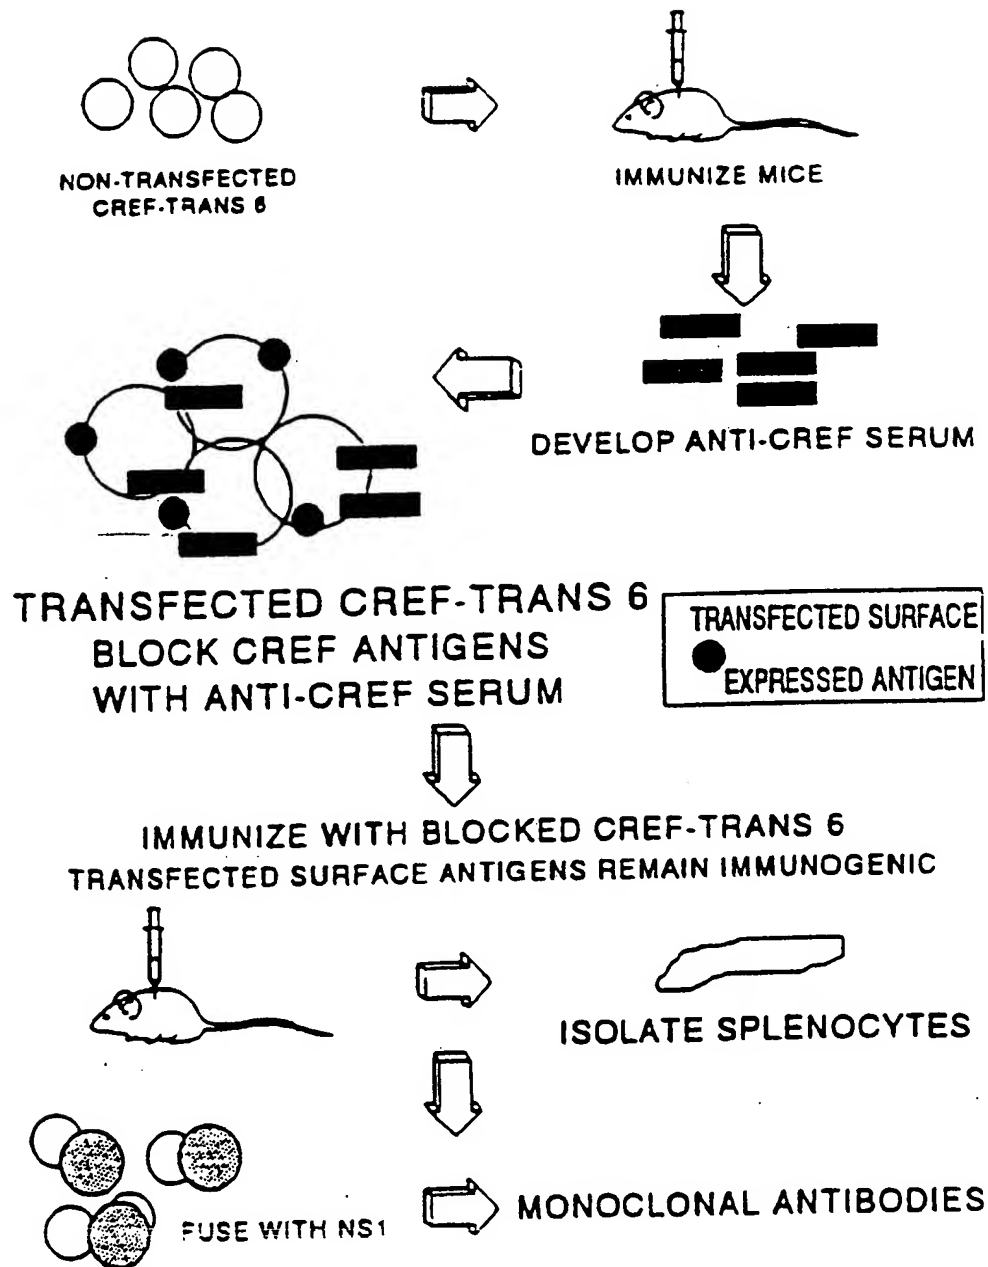 NON-TRANSFECTED
CREF-TRANS 6
IMMUNIZE MICE
DEVELOP ANTI-CREF SERUM
TRANSFECTED CREF-TRANS 6
BLOCK CREF ANTIGENS
WITH ANTI-CREF SERUM
TRANSFECTED SURFACE
EXPRESSED ANTIGEN
IMMUNIZE WITH BLOCKED CREF-TRANS 6
TRANSFECTED SURFACE ANTIGENS REMAIN IMMUNOGENIC
ISOLATE SPLENOCYTES
FUSE WITH NS1
MONOCLONAL ANTIBODIES